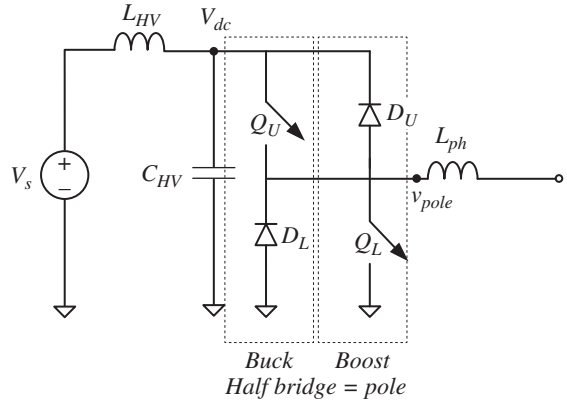 L_HV
V_dc
Q_U
D_U
L_ph
V_s
+
−
C_HV
v_pole
D_L
Q_L
Buck Boost
Half bridge = pole